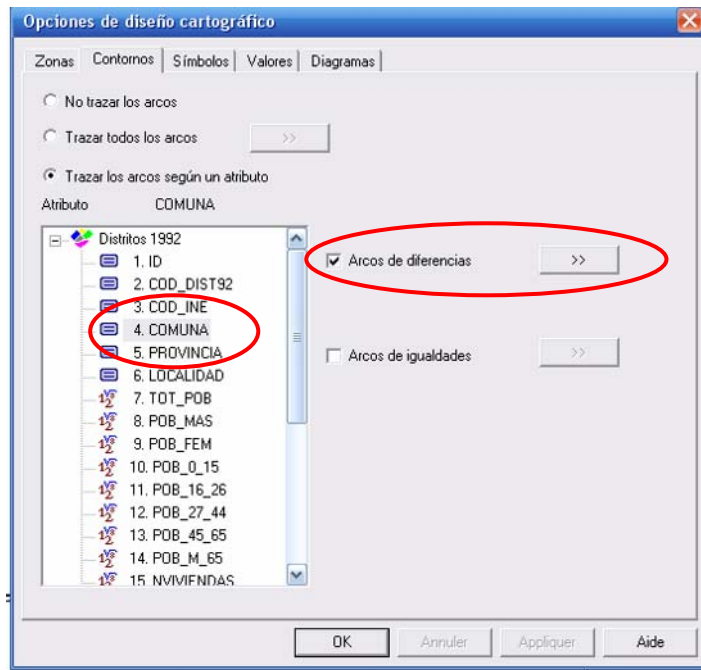 Opciones de diseño cartográfico
Zonas Contornos Símbolos Valores Diagramas
No trazar los arcos
Trazar todos los arcos >>
Trazar los arcos según un atributo
Atributo COMUNA
Distritos 1992
1. ID
2. COD_DIST92
3. COD_INE
4. COMUNA
5. PROVINCIA
6. LOCALIDAD
7. TOT_POB
8. POB_MAS
9. POB_FEM
10. POB_0_15
11. POB_16_26
12. POB_27_44
13. POB_45_65
14. POB_M_65
15. NVIVIENDAS
Arcos de diferencias >>
Arcos de igualdades >>
OK Annuler Appliquer Aide